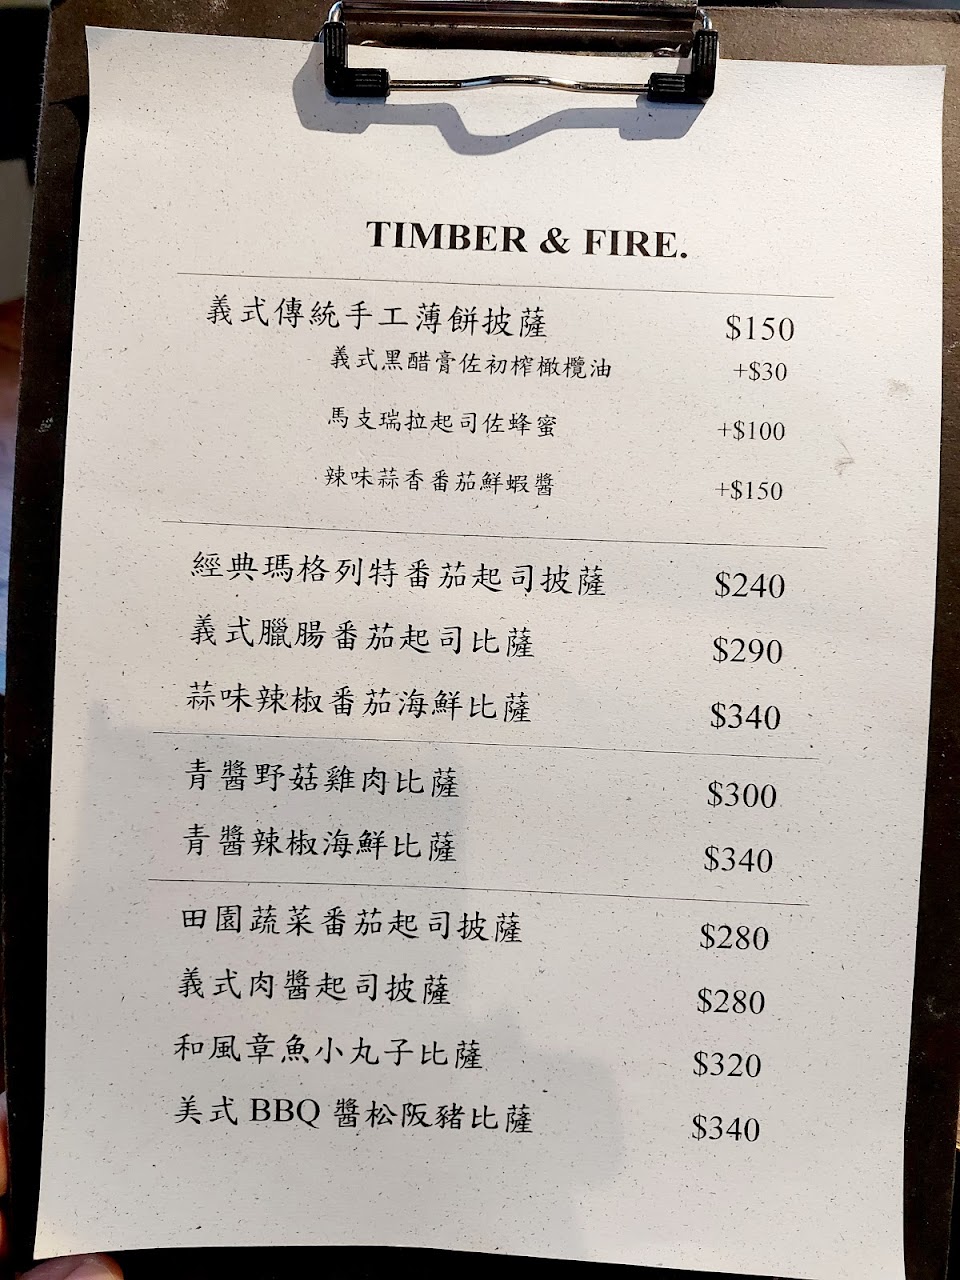 TIMBER & FIRE.
義式傳統手工薄餅披薩 $150
義式黑醋膏佐初榨橄欖油 +$30
馬支瑞拉起司佐蜂蜜 +$100
辣味蒜香番茄鮮蝦醬 +$150
經典瑪格列特番茄起司披薩 $240
義式臘腸番茄起司比薩 $290
蒜味辣椒番茄海鮮比薩 $340
青醬野菇雞肉比薩 $300
青醬辣椒海鮮比薩 $340
田園蔬菜番茄起司披薩 $280
義式肉醬起司披薩 $280
和風章魚小丸子比薩 $320
美式 BBQ 醬松阪豬比薩 $340